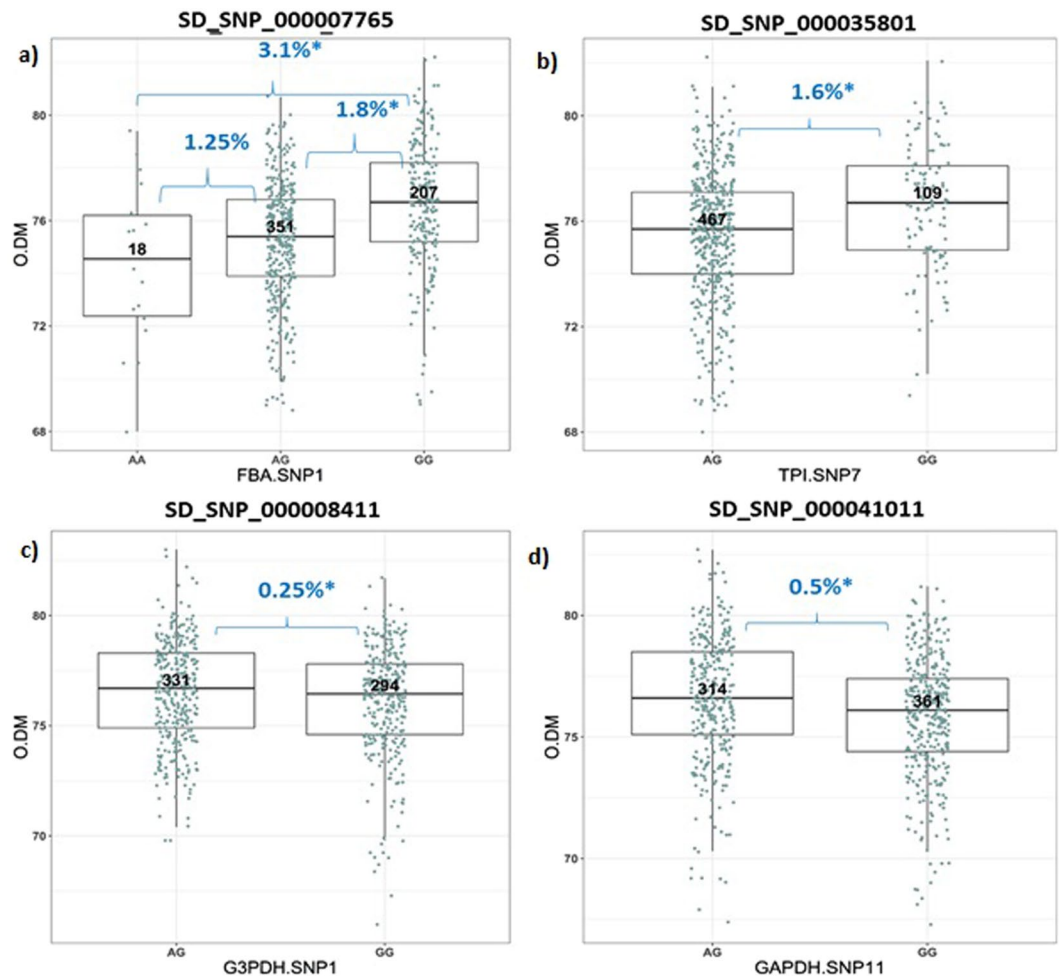 SD_SNP_000007765
a)
3.1%*
1.8%*
1.25%
207
351
18
80
76
72
68
O.DM
AA AG GG
FBA.SNP1
SD_SNP_000035801
b)
1.6%*
109
467
80
76
72
68
O.DM
AG GG
TPI.SNP7
SD_SNP_000008411
c)
0.25%*
331
294
80
75
70
O.DM
AG GG
G3PDH.SNP1
SD_SNP_000041011
d)
0.5%*
314
361
80
75
70
O.DM
AG GG
GAPDH.SNP11